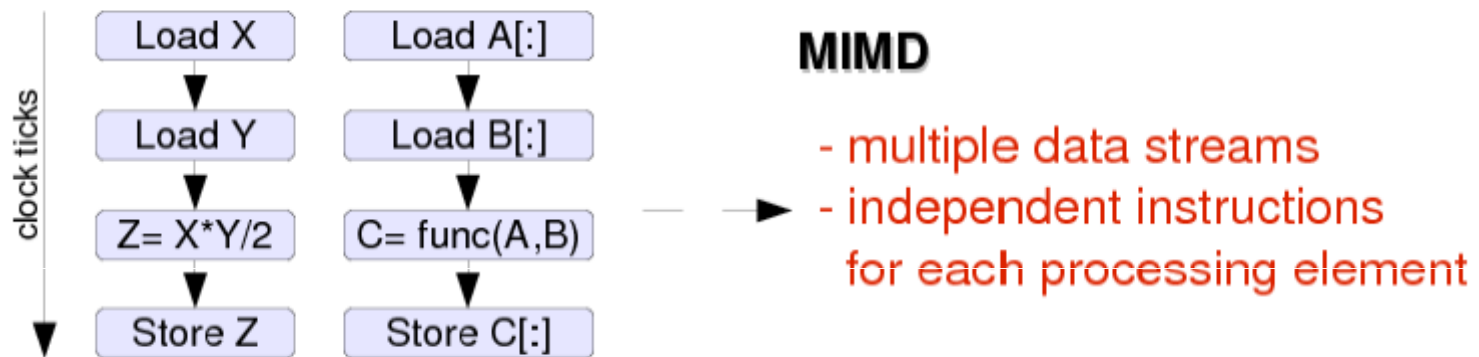 clock ticks
Load X
Load Y
Z= X*Y/2
Store Z
Load A[:]
Load B[:]
C= func(A,B)
Store C[:]
MIMD
- multiple data streams
- independent instructions
for each processing element